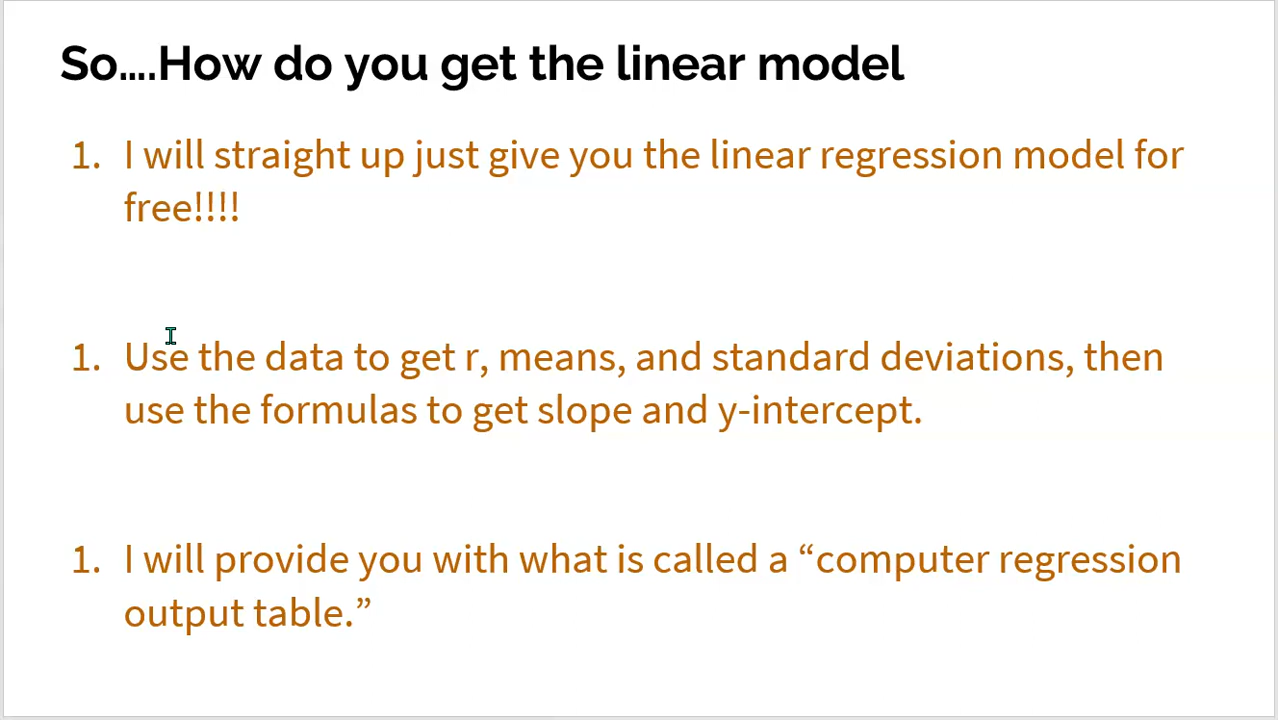 So....How do you get the linear model
1. I will straight up just give you the linear regression model for
free!!!!
1. Use the data to get r, means, and standard deviations, then
use the formulas to get slope and y-intercept.
1. I will provide you with what is called a “computer regression
output table.”